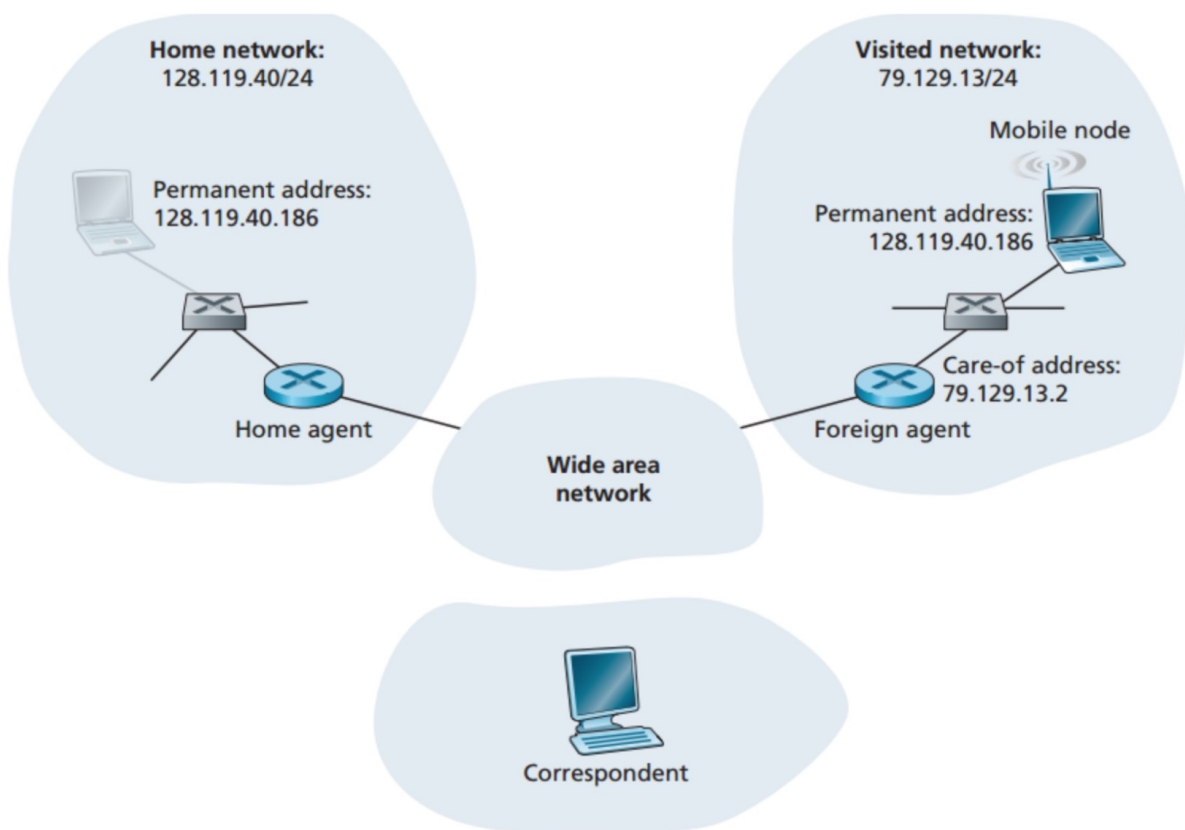 Home network:
128.119.40/24
Permanent address:
128.119.40.186
Home agent
Visited network:
79.129.13/24
Mobile node
Permanent address:
128.119.40.186
Care-of address:
79.129.13.2
Foreign agent
Wide area
network
Correspondent